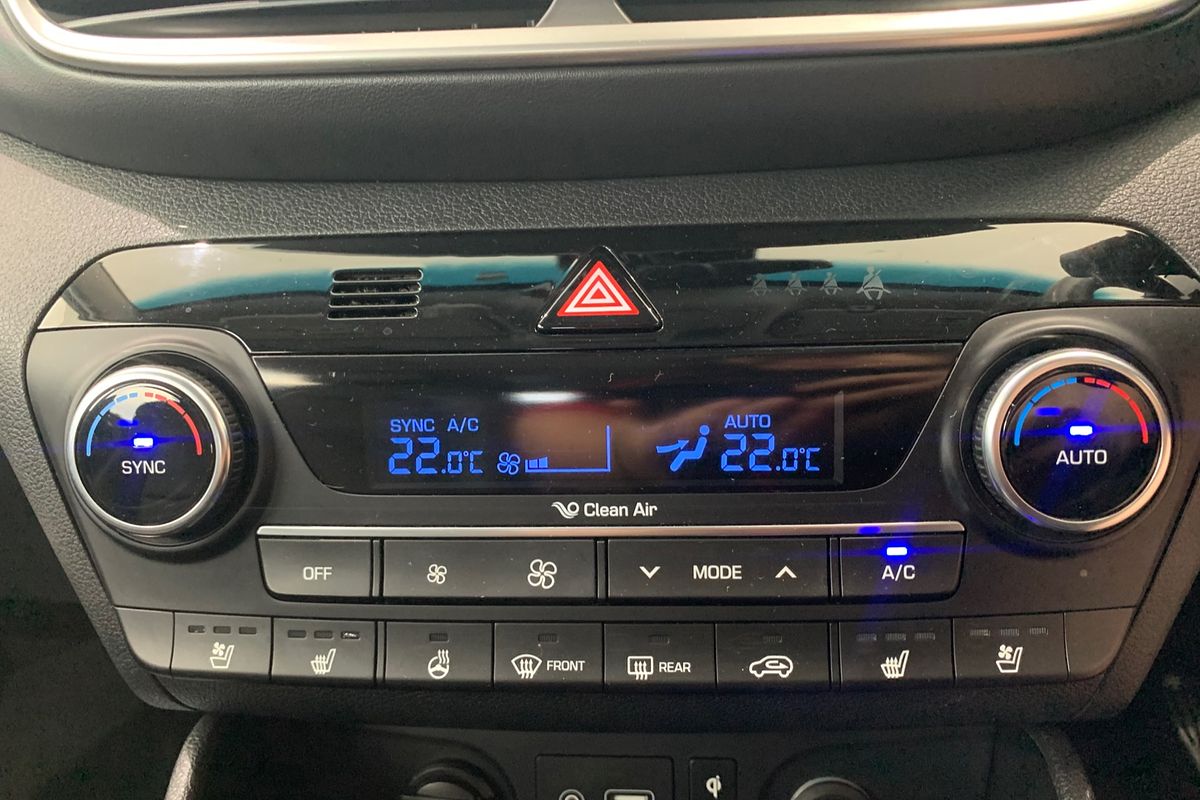 SYNC A/C
AUTO
22.0°C
22.0°C
SYNC
AUTO
Clean Air
OFF
MODE
A/C
FRONT
REAR